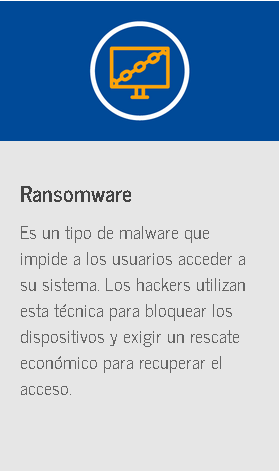 Ransomware
Es un tipo de malware que
impide a los usuarios acceder a
su sistema. Los hackers utilizan
esta técnica para bloquear los
dispositivos y exigir un rescate
económico para recuperar el
acceso.